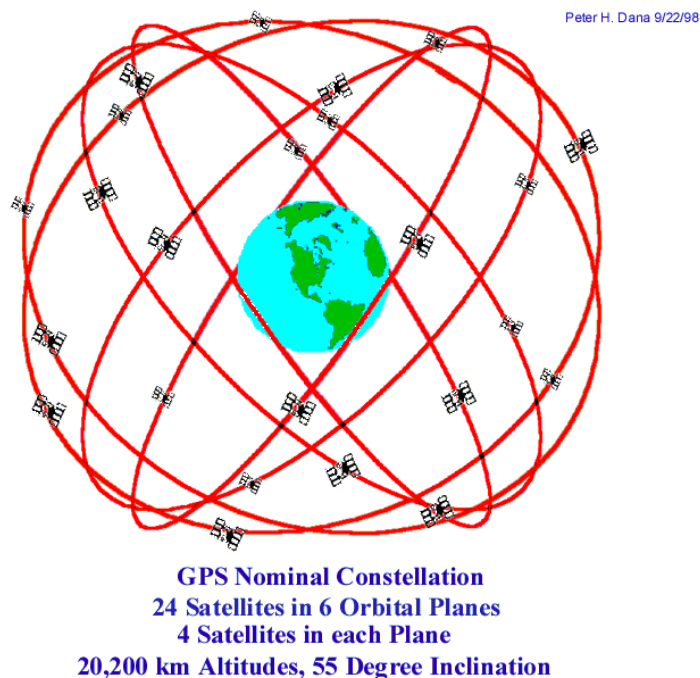 Peter H. Dana 9/22/98
GPS Nominal Constellation
24 Satellites in 6 Orbital Planes
4 Satellites in each Plane
20,200 km Altitudes, 55 Degree Inclination